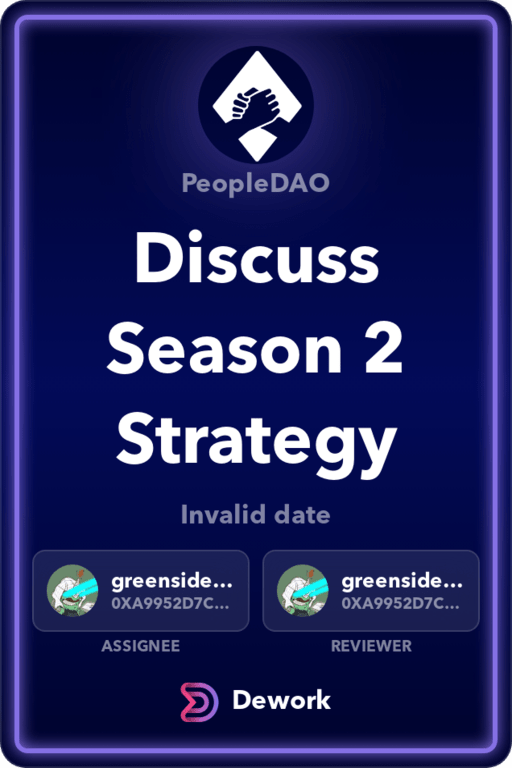 PeopleDAO
Discuss
Season 2
Strategy
Invalid date
greenside... greenside...
0XA9952D7C... 0XA9952D7C...
ASSIGNEE REVIEWER
Dework